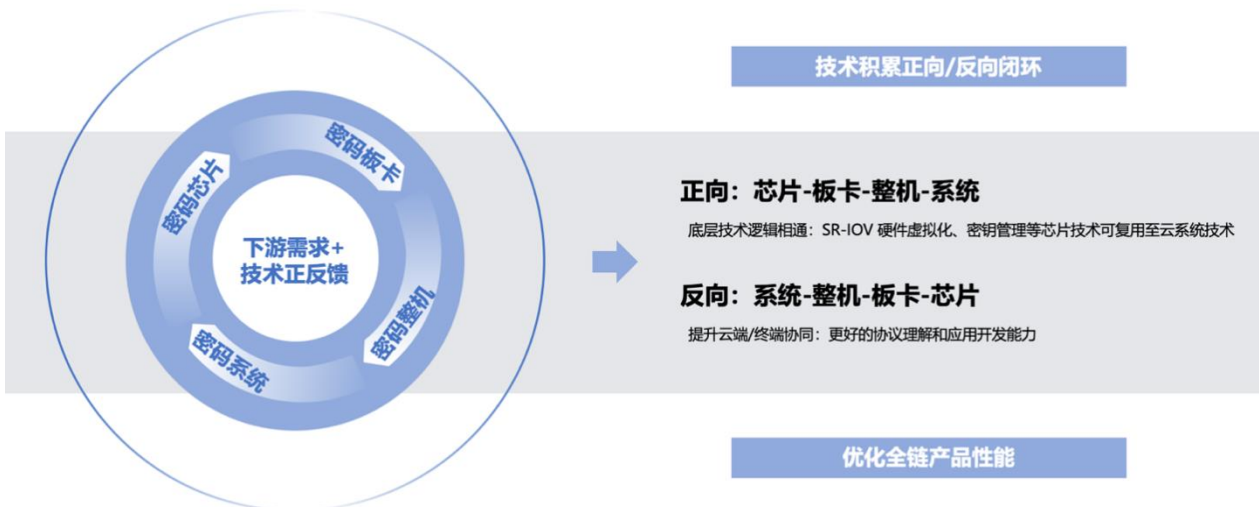 技术积累正向/反向闭环
密码板卡
密码芯片
下游需求+
技术正反馈
密码整机
密码系统
正向：芯片-板卡-整机-系统
底层技术逻辑相通：SR-IOV 硬件虚拟化、密钥管理等芯片技术可复用至云系统技术
反向：系统-整机-板卡-芯片
提升云端/终端协同：更好的协议理解和应用开发能力
优化全链产品性能